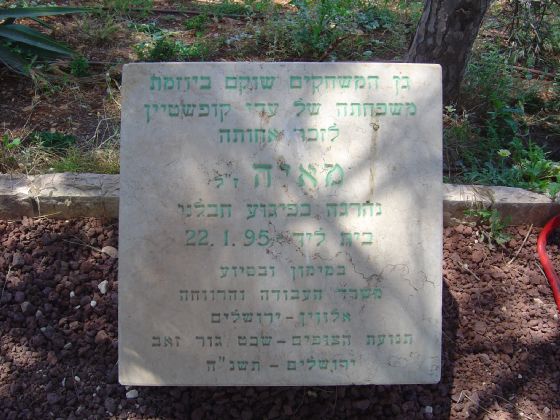 גן המשחקים שוקם ביוזמת
משפחתה של עדי קופשטיין
לזכר אחותה
מאיה ז"ל
נהרגה בפיגוע חבלני
בית ליד 22.1.95
במימון ובסיוע
משרד העבודה והרווחה
אלווין-ירושלים
תנועת הצופים-שבט גור זאב
ירושלים - תשנ"ח